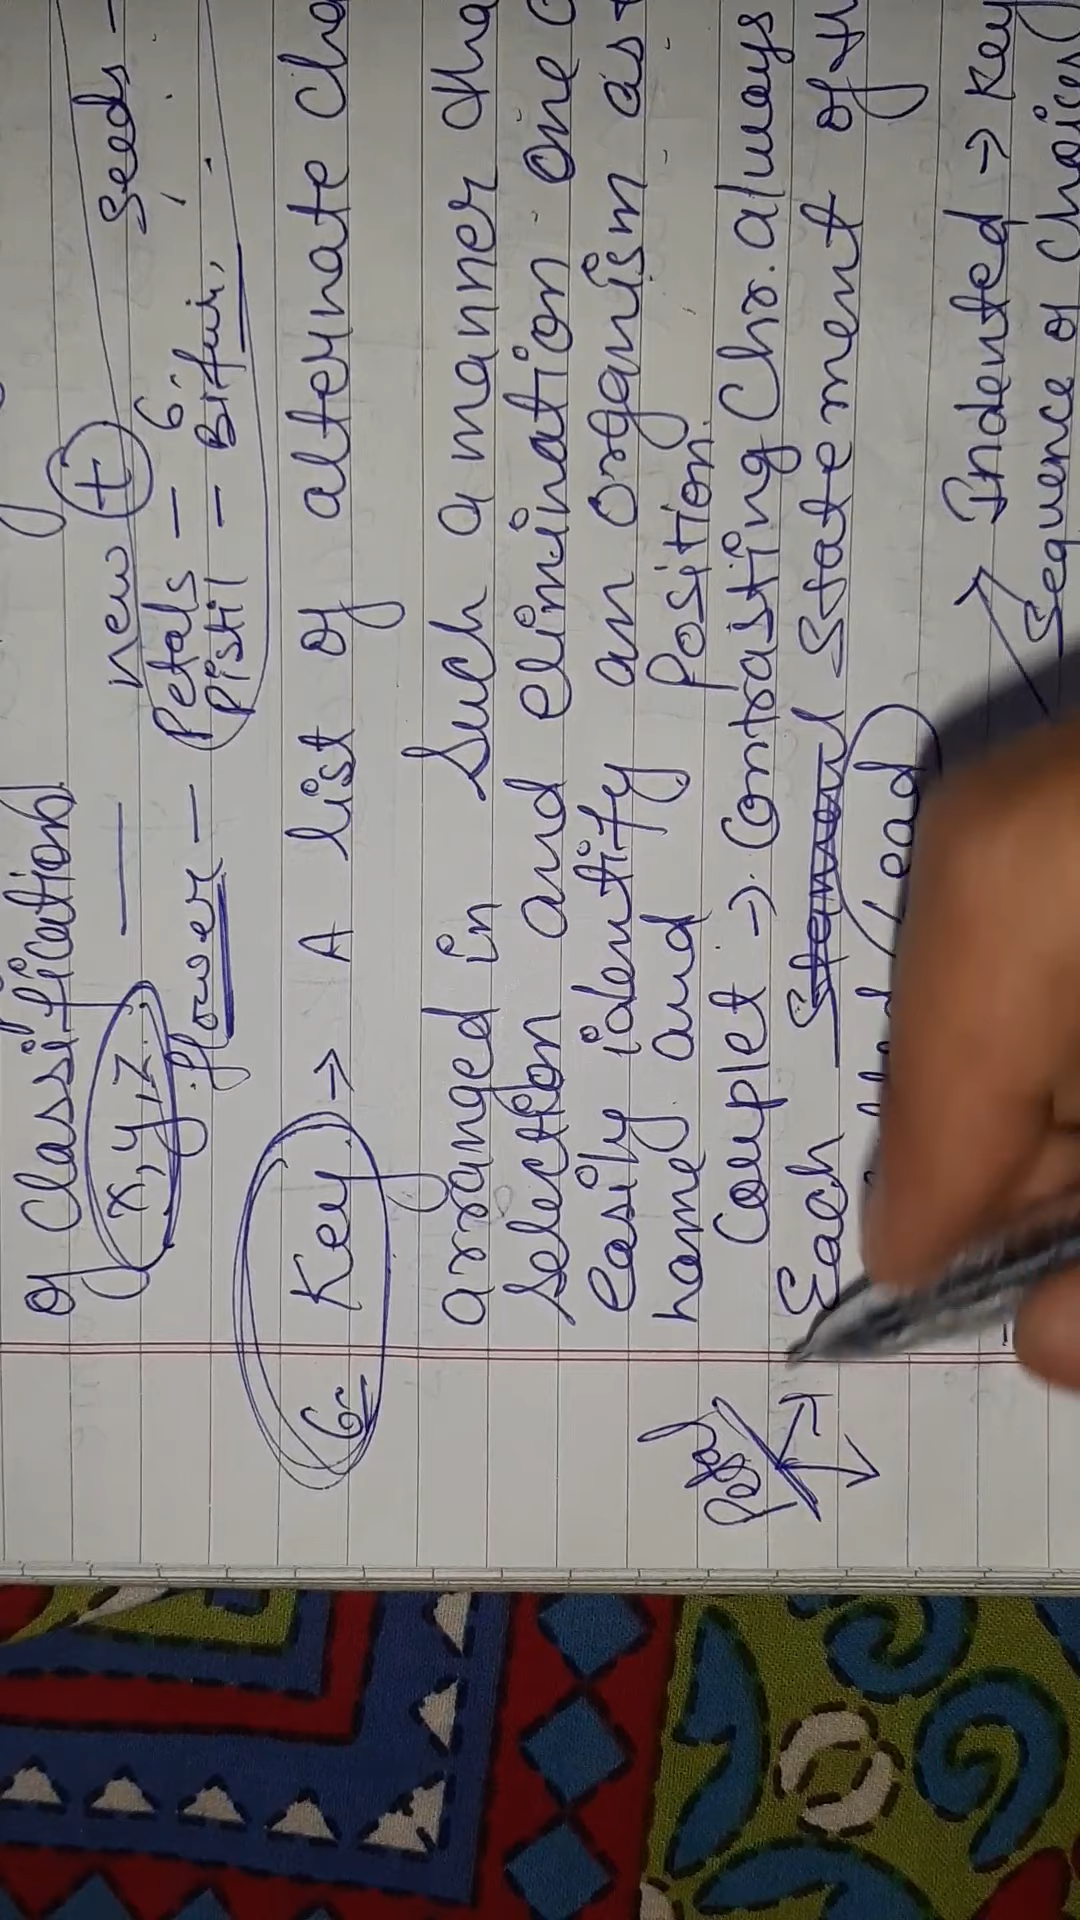 of Classification)
x, y, z. — new + Seeds -
flower — Petals — 6
Pistil — Bifur.
6. Key → A list of alternate cha
arranged in Such a manner tha
Selection and elimination one c
easily identify an organism as t
name and Position.
Couplet → Contrasting Chr. always
Each Statement of
Lead)
Indented → Key
Sequence of Choices
Petal